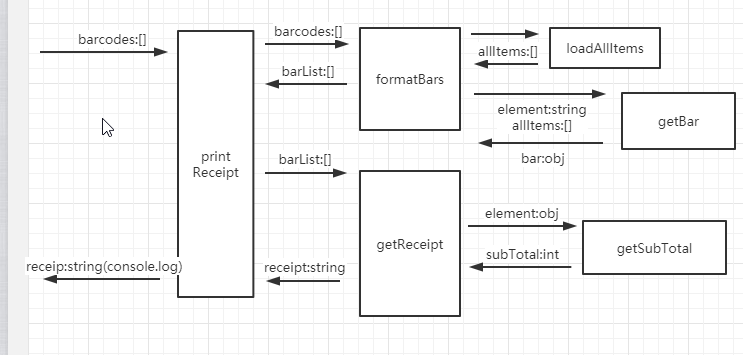 barcodes:[]
barcodes:[]
allItems:[]
loadAllItems
barList:[]
formatBars
element:string
allItems:[]
getBar
bar:obj
print
Receipt
barList:[]
element:obj
getReceipt
getSubTotal
subTotal:int
receip:string(console.log)
receipt:string